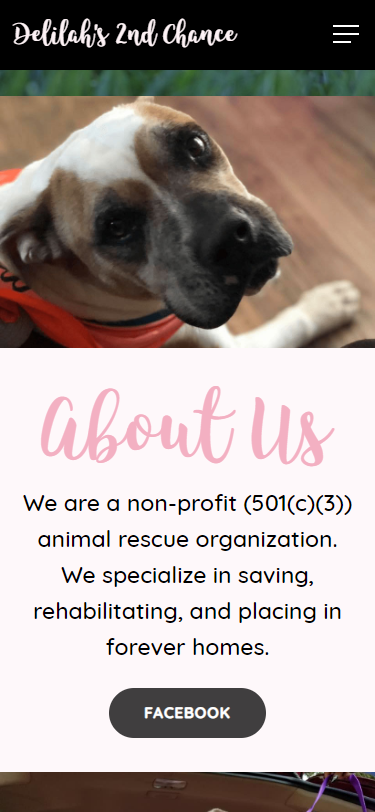 Delilah's 2nd Chance
About Us
We are a non-profit (501(c)(3))
animal rescue organization.
We specialize in saving,
rehabilitating, and placing in
forever homes.
FACEBOOK